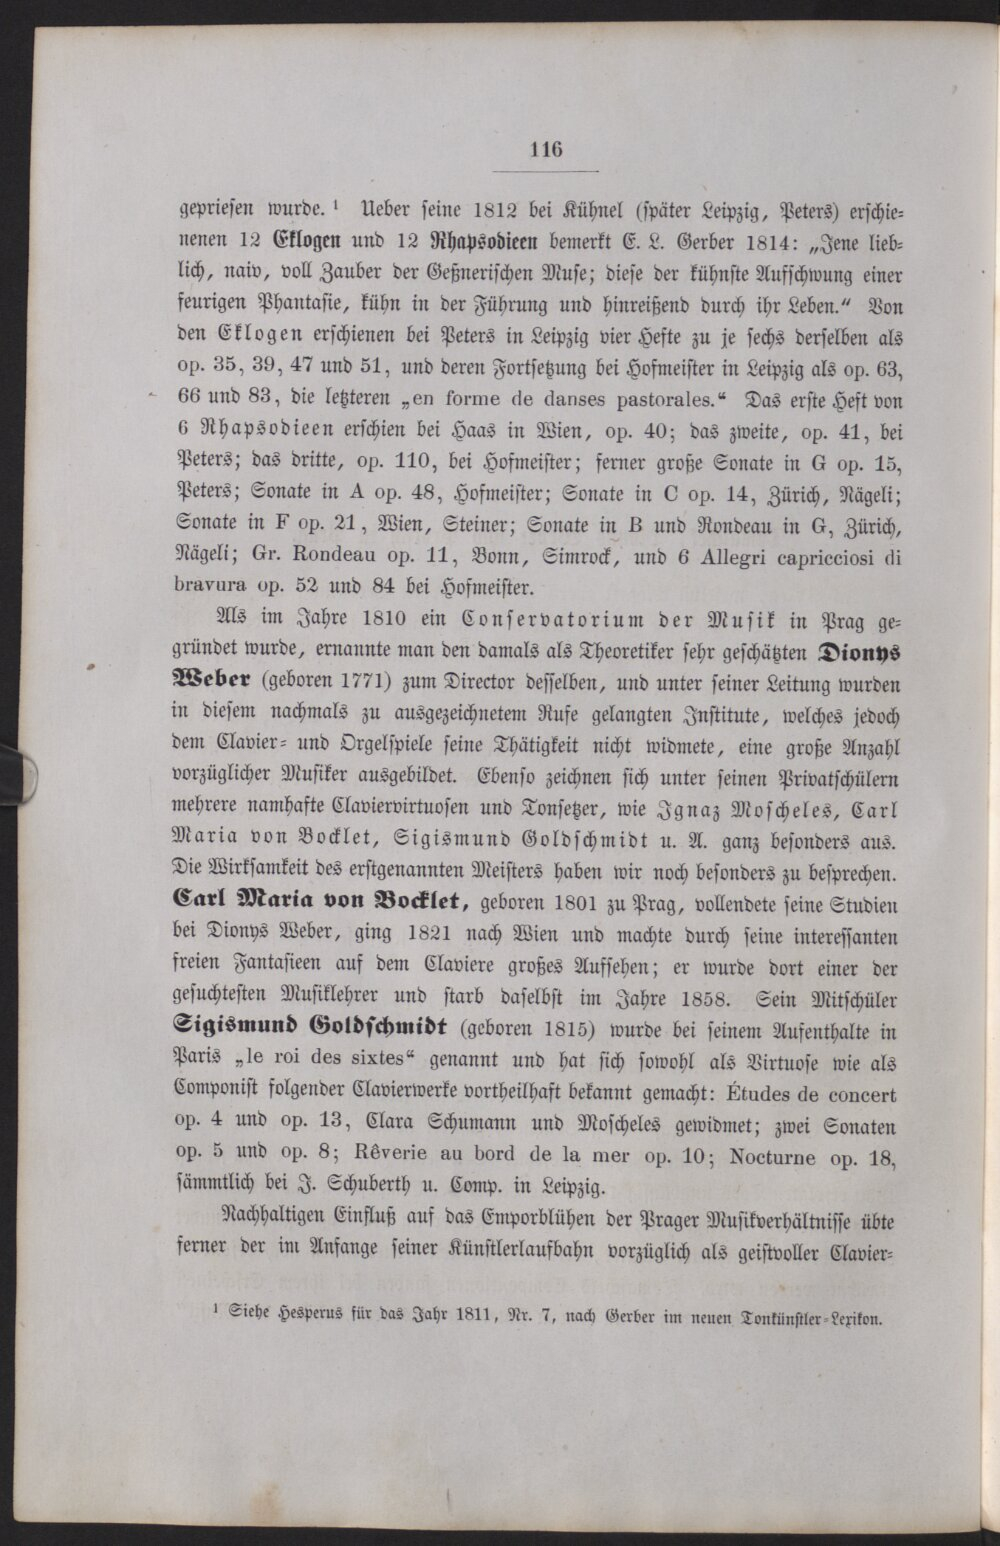 116
gepriesen wurde. ¹ Ueber seine 1812 bei Kühnel (später Leipzig, Peters) erschie=
nenen 12 Eklogen und 12 Rhapsodieen bemerkt E. L. Gerber 1814: „Jene lieb=
lich, naiv, voll Zauber der Geßnerischen Muse; diese der kühnste Aufschwung einer
feurigen Phantasie, kühn in der Führung und hinreißend durch ihr Leben.“ Von
den Eklogen erschienen bei Peters in Leipzig vier Hefte zu je sechs derselben als
op. 35, 39, 47 und 51, und deren Fortsetzung bei Hofmeister in Leipzig als op. 63,
66 und 83, die letzteren „en forme de danses pastorales.“ Das erste Heft von
6 Rhapsodieen erschien bei Haas in Wien, op. 40; das zweite, op. 41, bei
Peters; das dritte, op. 110, bei Hofmeister; ferner große Sonate in G op. 15,
Peters; Sonate in A op. 48, Hofmeister; Sonate in C op. 14, Zürich, Nägeli;
Sonate in F op. 21, Wien, Steiner; Sonate in B und Rondeau in G, Zürich,
Nägeli; Gr. Rondeau op. 11, Bonn, Simrock, und 6 Allegri capricciosi di
bravura op. 52 und 84 bei Hofmeister.
Als im Jahre 1810 ein Conservatorium der Musik in Prag ge=
gründet wurde, ernannte man den damals als Theoretiker sehr geschätzten Dionys
Weber (geboren 1771) zum Director desselben, und unter seiner Leitung wurden
in diesem nachmals zu ausgezeichnetem Rufe gelangten Institute, welches jedoch
dem Clavier= und Orgelspiele seine Thätigkeit nicht widmete, eine große Anzahl
vorzüglicher Musiker ausgebildet. Ebenso zeichnen sich unter seinen Privatschülern
mehrere namhafte Claviervirtuosen und Tonsetzer, wie Ignaz Moscheles, Carl
Maria von Bocklet, Sigismund Goldschmidt u. A. ganz besonders aus.
Die Wirksamkeit des erstgenannten Meisters haben wir noch besonders zu besprechen.
Carl Maria von Bocklet, geboren 1801 zu Prag, vollendete seine Studien
bei Dionys Weber, ging 1821 nach Wien und machte durch seine interessanten
freien Fantasieen auf dem Claviere großes Aufsehen; er wurde dort einer der
gesuchtesten Musiklehrer und starb daselbst im Jahre 1858. Sein Mitschüler
Sigismund Goldschmidt (geboren 1815) wurde bei seinem Aufenthalte in
Paris „le roi des sixtes“ genannt und hat sich sowohl als Virtuose wie als
Componist folgender Clavierwerke vortheilhaft bekannt gemacht: Études de concert
op. 4 und op. 13, Clara Schumann und Moscheles gewidmet; zwei Sonaten
op. 5 und op. 8; Rêverie au bord de la mer op. 10; Nocturne op. 18,
sämmtlich bei J. Schuberth u. Comp. in Leipzig.
Nachhaltigen Einfluß auf das Emporblühen der Prager Musikverhältnisse übte
ferner der im Anfange seiner Künstlerlaufbahn vorzüglich als geistvoller Clavier=
¹ Siehe Hesperus für das Jahr 1811, Nr. 7, nach Gerber im neuen Tonkünstler=Lexikon.